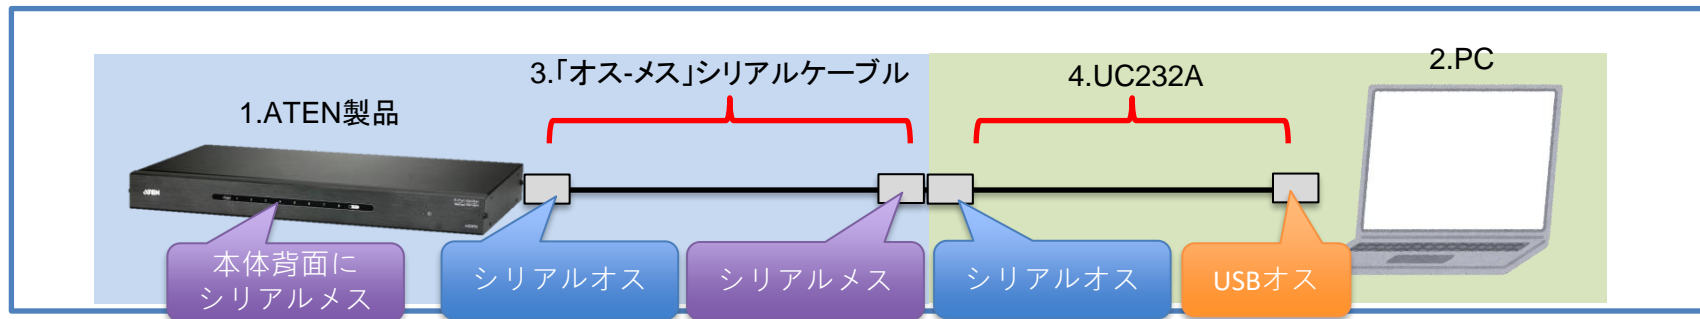 3.「オス-メス」シリアルケーブル
4.UC232A
2.PC
1.ATEN製品
ATEN
本体背面に
シリアルメス
シリアルオス
シリアルメス
シリアルオス
USBオス